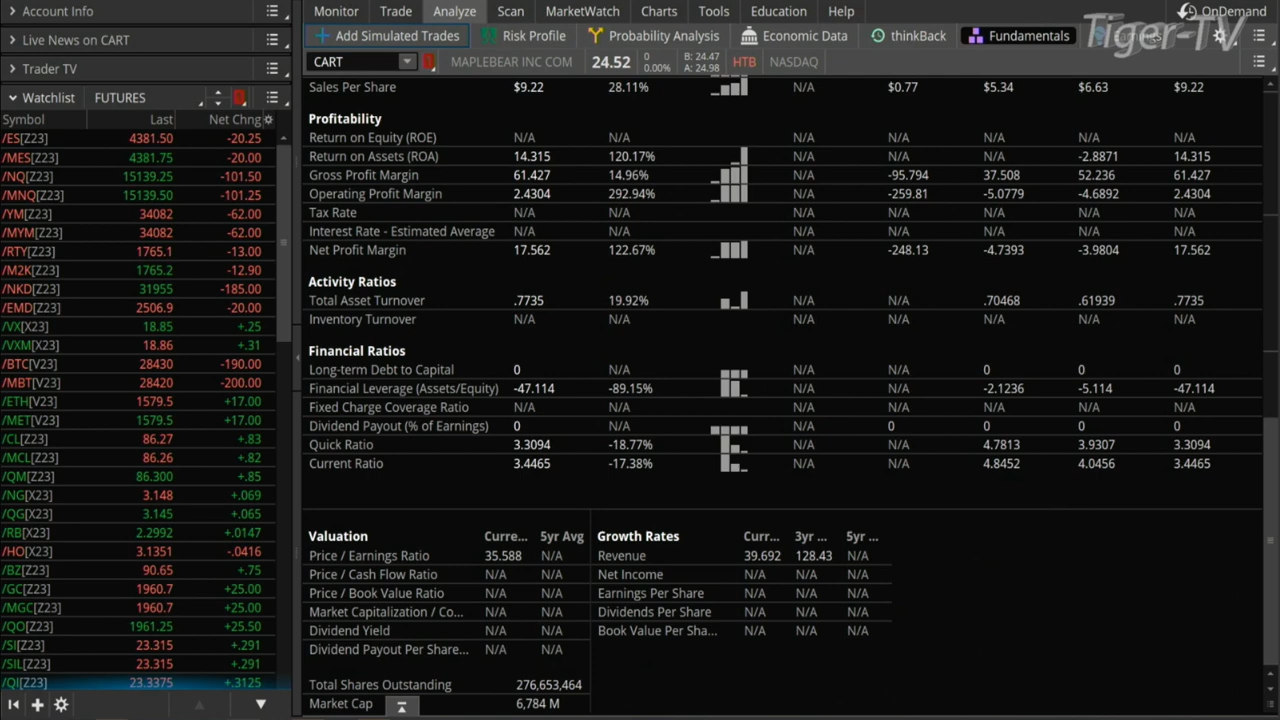 Account Info
Live News on CART
Trader TV
Watchlist FUTURES
Symbol Last Net Chng
/ES[Z23] 4381.50 -20.25
/MES[Z23] 4381.75 -20.00
/NQ[Z23] 15139.25 -101.50
/MNQ[Z23] 15139.50 -101.25
/YM[Z23] 34082 -62.00
/MYM[Z23] 34082 -62.00
/RTY[Z23] 1765.1 -13.00
/M2K[Z23] 1765.2 -12.90
/NKD[Z23] 31955 -185.00
/EMD[Z23] 2506.9 -20.00
/VX[X23] 18.85 +.25
/VXM[X23] 18.86 +.31
/BTC[V23] 28430 -190.00
/MBT[V23] 28420 -200.00
/ETH[V23] 1579.5 +17.00
/MET[V23] 1579.5 +17.00
/CL[Z23] 86.27 +.83
/MCL[Z23] 86.26 +.82
/QM[Z23] 86.300 +.85
/NG[X23] 3.148 +.069
/QG[X23] 3.145 +.065
/RB[X23] 2.2992 +.0147
/HO[X23] 3.1351 -.0416
/BZ[Z23] 90.65 +.75
/GC[Z23] 1960.7 +25.00
/MGC[Z23] 1960.7 +25.00
/QO[Z23] 1961.25 +25.50
/SI[Z23] 23.315 +.291
/SIL[Z23] 23.315 +.291
/QI[Z23] 23.3375 +.3125
Monitor Trade Analyze Scan MarketWatch Charts Tools Education Help OnDemand
Tiger-TV
Add Simulated Trades Risk Profile Probability Analysis Economic Data thinkBack Fundamentals
CART MAPLEBEAR INC COM 24.52 0 0.00% B: 24.47 A: 24.98 HTB NASDAQ
Sales Per Share $9.22 28.11% N/A $0.77 $5.34 $6.63 $9.22
Profitability
Return on Equity (ROE) N/A N/A N/A N/A N/A N/A N/A
Return on Assets (ROA) 14.315 120.17% N/A N/A N/A -2.8871 14.315
Gross Profit Margin 61.427 14.96% N/A -95.794 37.508 52.236 61.427
Operating Profit Margin 2.4304 292.94% N/A -259.81 -5.0779 -4.6892 2.4304
Tax Rate N/A N/A N/A N/A N/A N/A N/A
Interest Rate - Estimated Average N/A N/A N/A N/A N/A N/A N/A
Net Profit Margin 17.562 122.67% N/A -248.13 -4.7393 -3.9804 17.562
Activity Ratios
Total Asset Turnover .7735 19.92% N/A N/A .70468 .61939 .7735
Inventory Turnover N/A N/A N/A N/A N/A N/A N/A
Financial Ratios
Long-term Debt to Capital 0 N/A N/A N/A 0 0 0
Financial Leverage (Assets/Equity) -47.114 -89.15% N/A N/A -2.1236 -5.114 -47.114
Fixed Charge Coverage Ratio N/A N/A N/A N/A N/A N/A N/A
Dividend Payout (% of Earnings) 0 N/A N/A N/A 0 0 0
Quick Ratio 3.3094 -18.77% N/A N/A 4.7813 3.9307 3.3094
Current Ratio 3.4465 -17.38% N/A N/A 4.8452 4.0456 3.4465
Valuation Curre... 5yr Avg
Price / Earnings Ratio 35.588 N/A
Price / Cash Flow Ratio N/A N/A
Price / Book Value Ratio N/A N/A
Market Capitalization / Co... N/A N/A
Dividend Yield N/A N/A
Dividend Payout Per Share... N/A N/A
Total Shares Outstanding 276,653,464
Market Cap 6,784 M
Growth Rates Curr... 3yr ... 5yr ...
Revenue 39.692 128.43 N/A
Net Income N/A N/A N/A
Earnings Per Share N/A N/A N/A
Dividends Per Share N/A N/A N/A
Book Value Per Sha... N/A N/A N/A